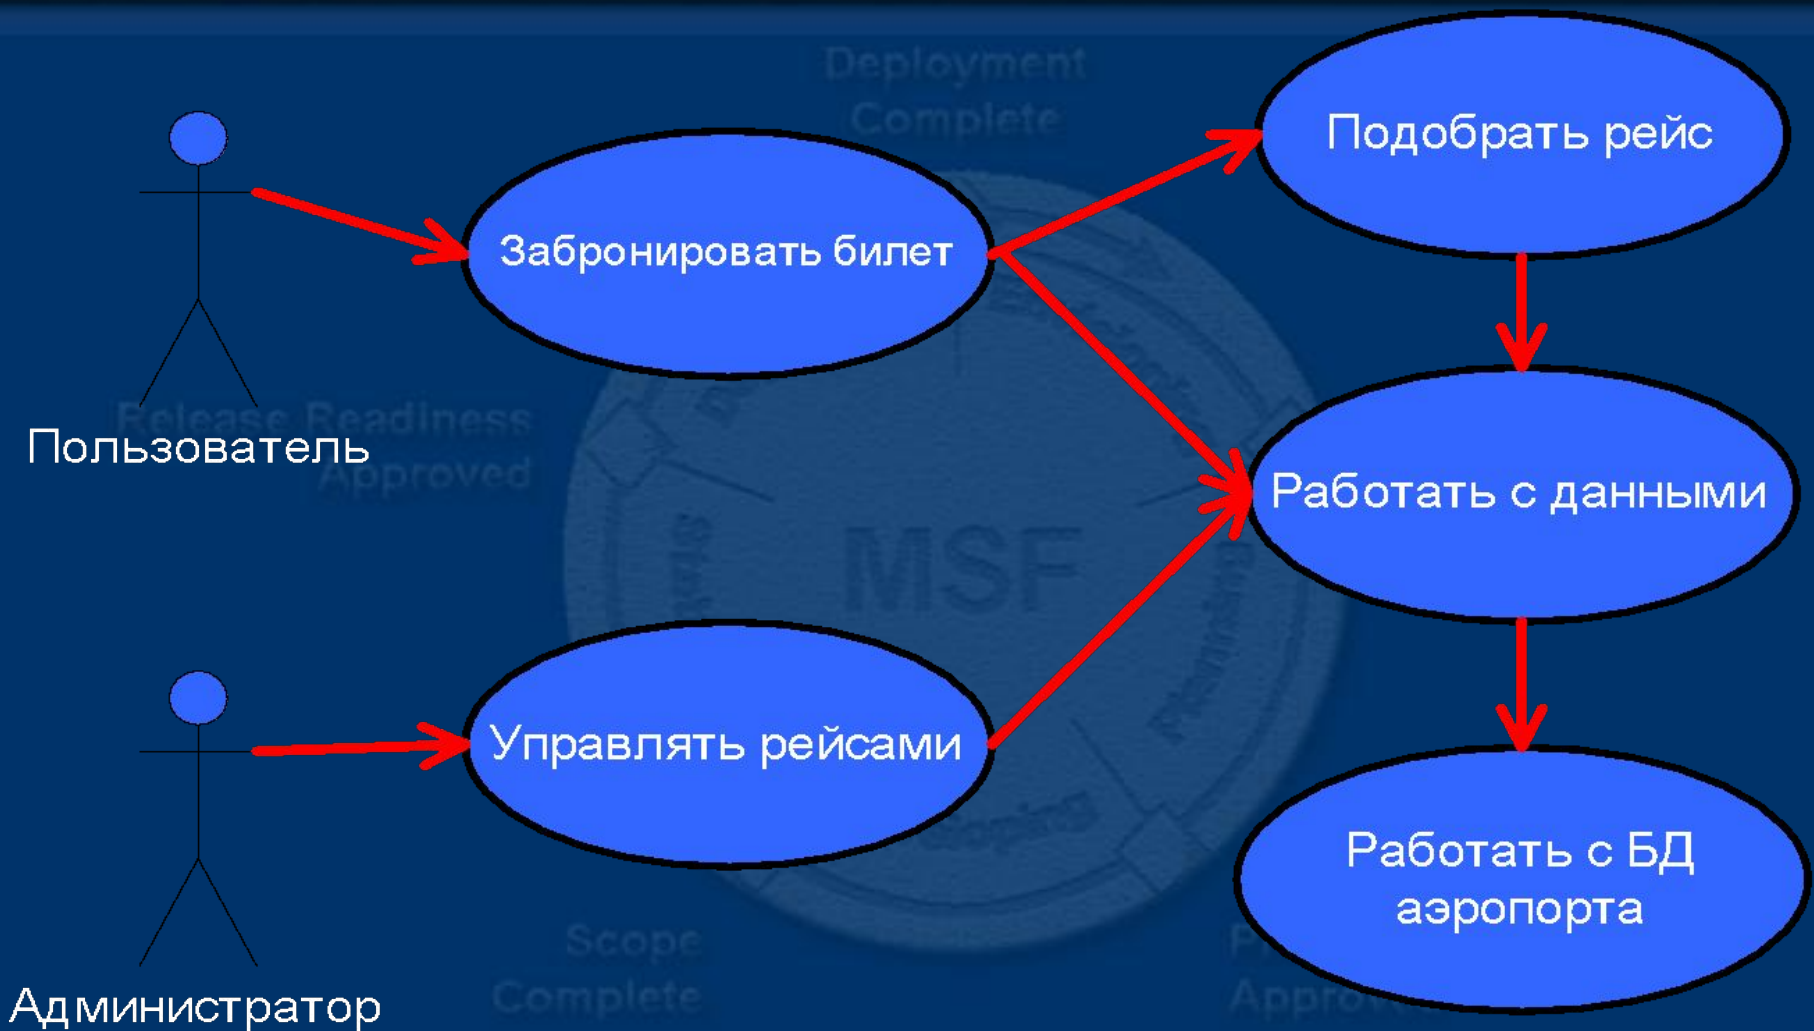 Deployment
Complete
Подобрать рейс
Забронировать билет
Release Readiness
Approved
Пользователь
Работать с данными
MSF
Управлять рейсами
Scoping
Работать с БД
аэропорта
Scope
Complete
Администратор